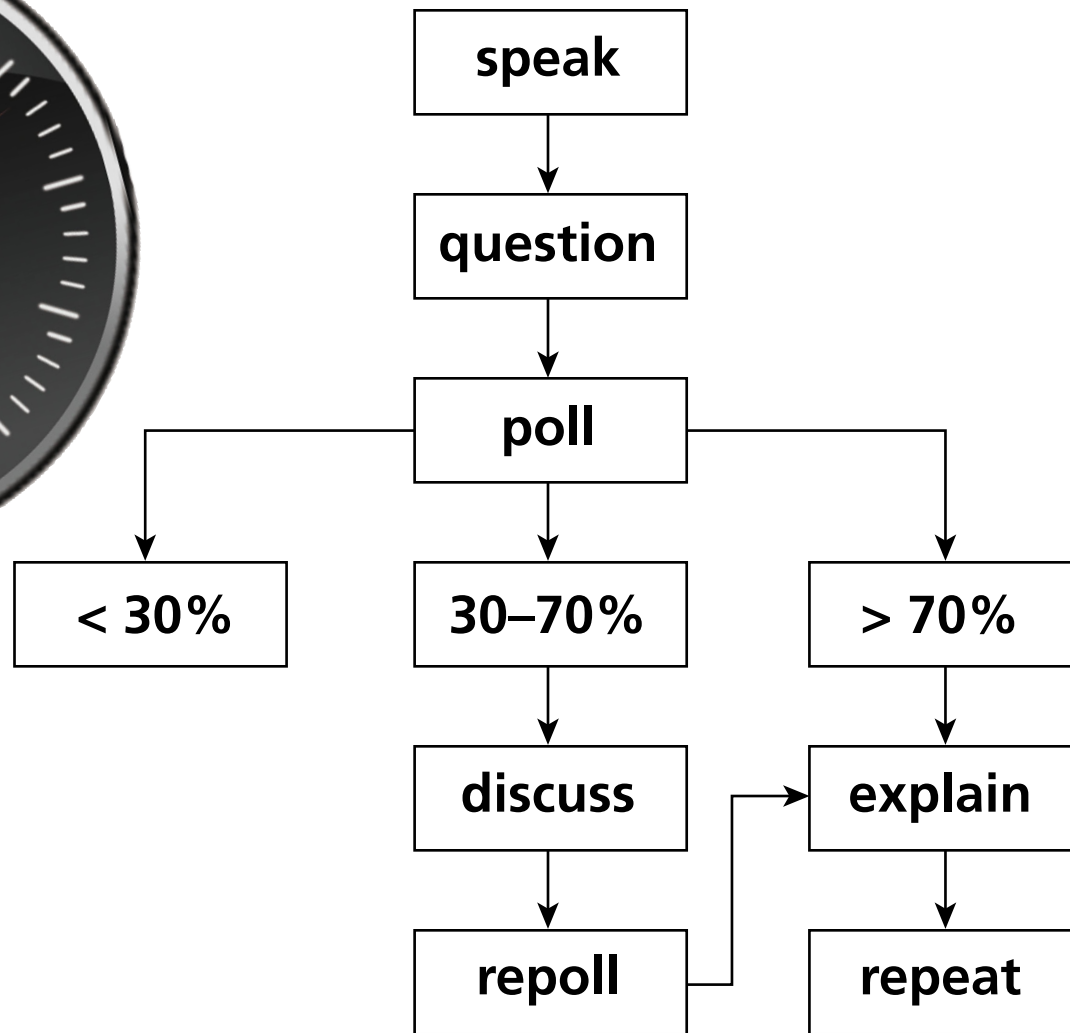 speak
question
poll
< 30%
30–70%
> 70%
discuss
explain
repoll
repeat